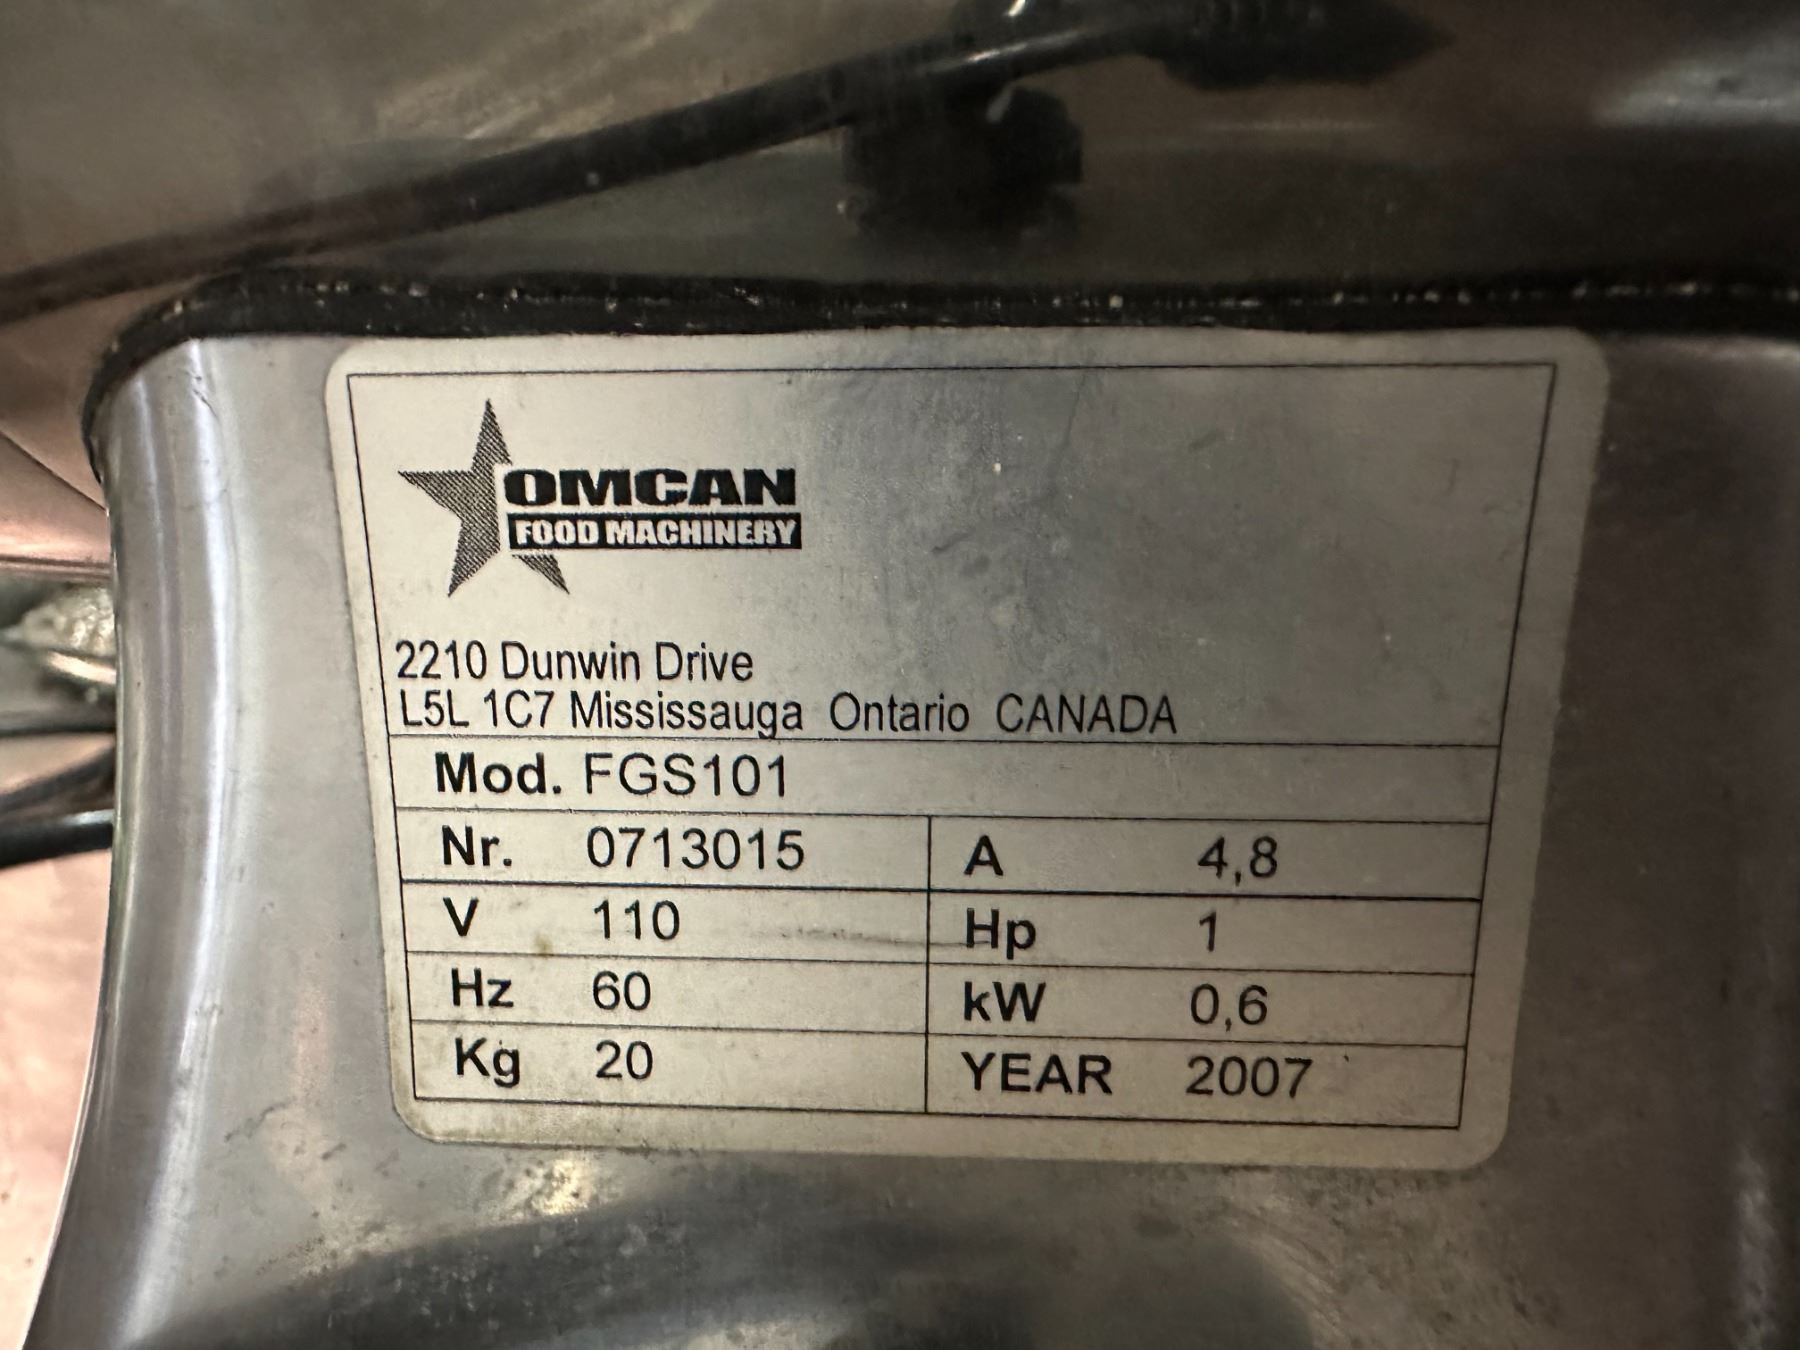 OMCAN
FOOD MACHINERY
2210 Dunwin Drive
L5L 1C7 Mississauga Ontario CANADA
Mod. FGS101
Nr. 0713015 A 4,8
V 110 Hp 1
Hz 60 kW 0,6
Kg 20 YEAR 2007